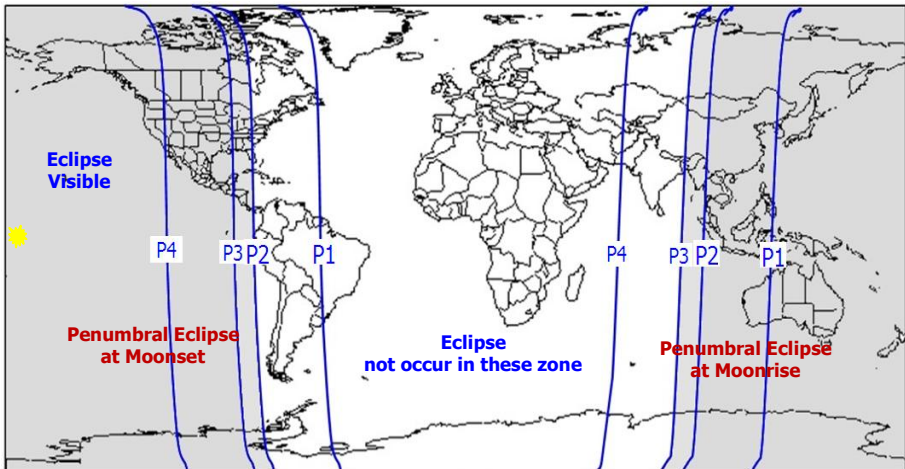 Eclipse
Visible
P4
P3
P2
P1
P4
P3
P2
P1
Penumbral Eclipse
at Moonset
Eclipse
not occur in these zone
Penumbral Eclipse
at Moonrise